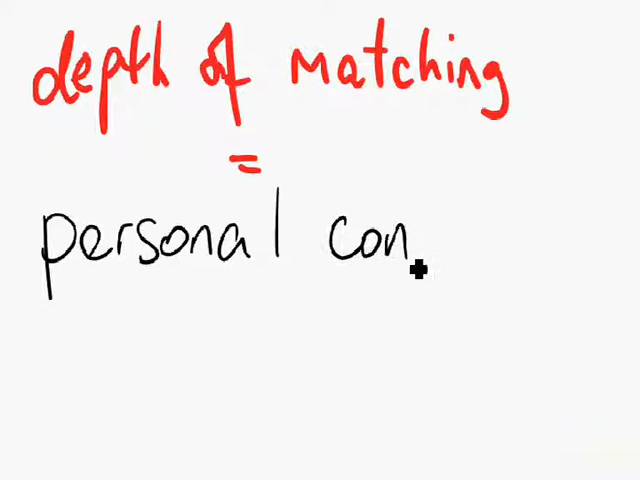 depth of matching
=
personal con